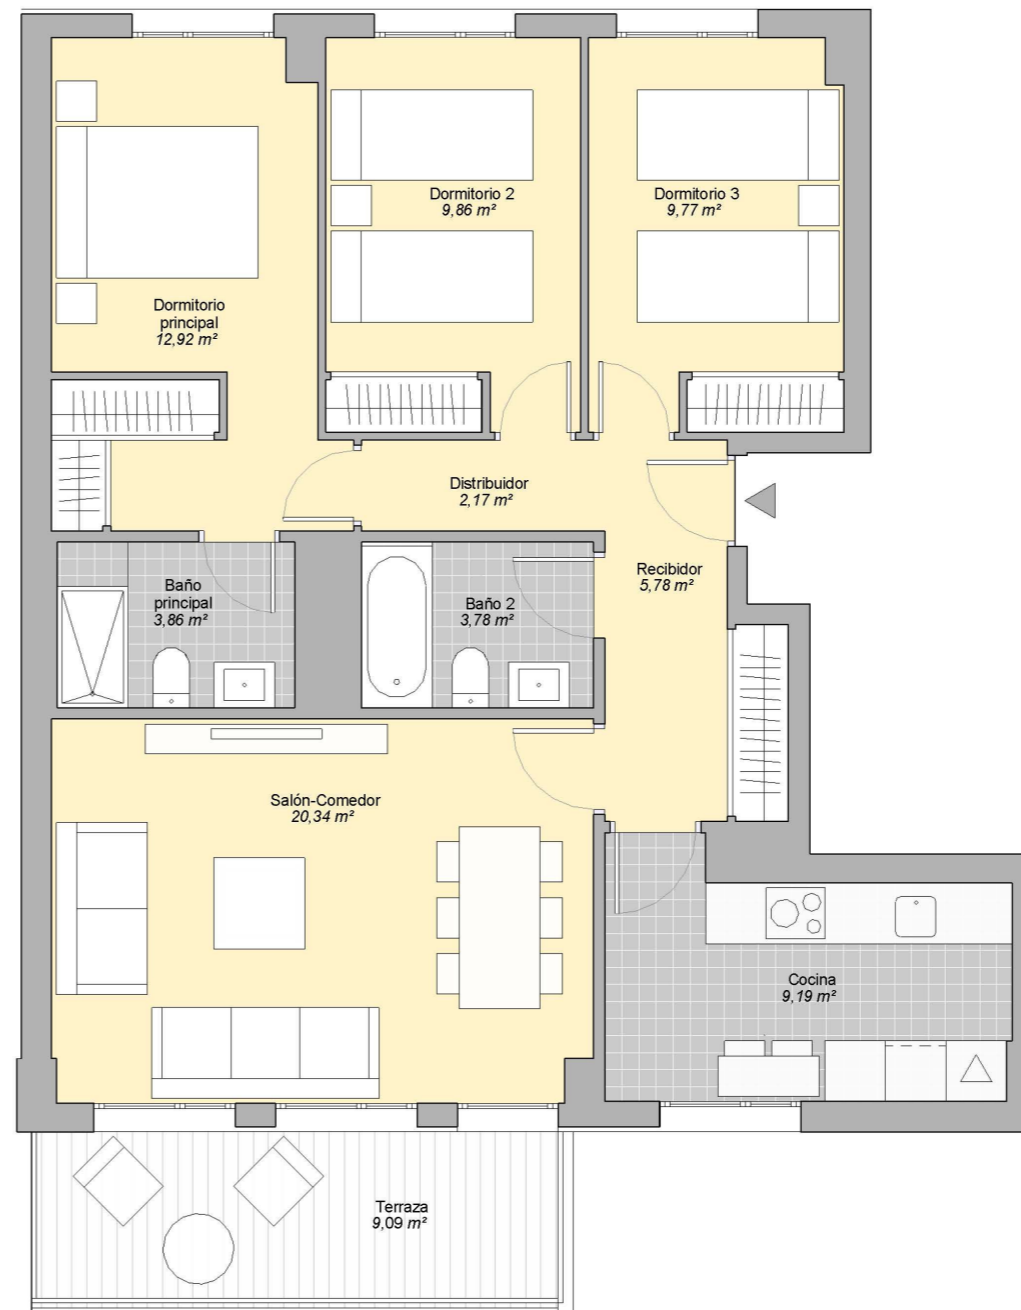 Dormitorio 2
9,86 m²
Dormitorio 3
9,77 m²
Dormitorio
principal
12,92 m²
Distribuidor
2,17 m²
Recibidor
5,78 m²
Baño
principal
3,86 m²
Baño 2
3,78 m²
Salón-Comedor
20,34 m²
Cocina
9,19 m²
Terraza
9,09 m²